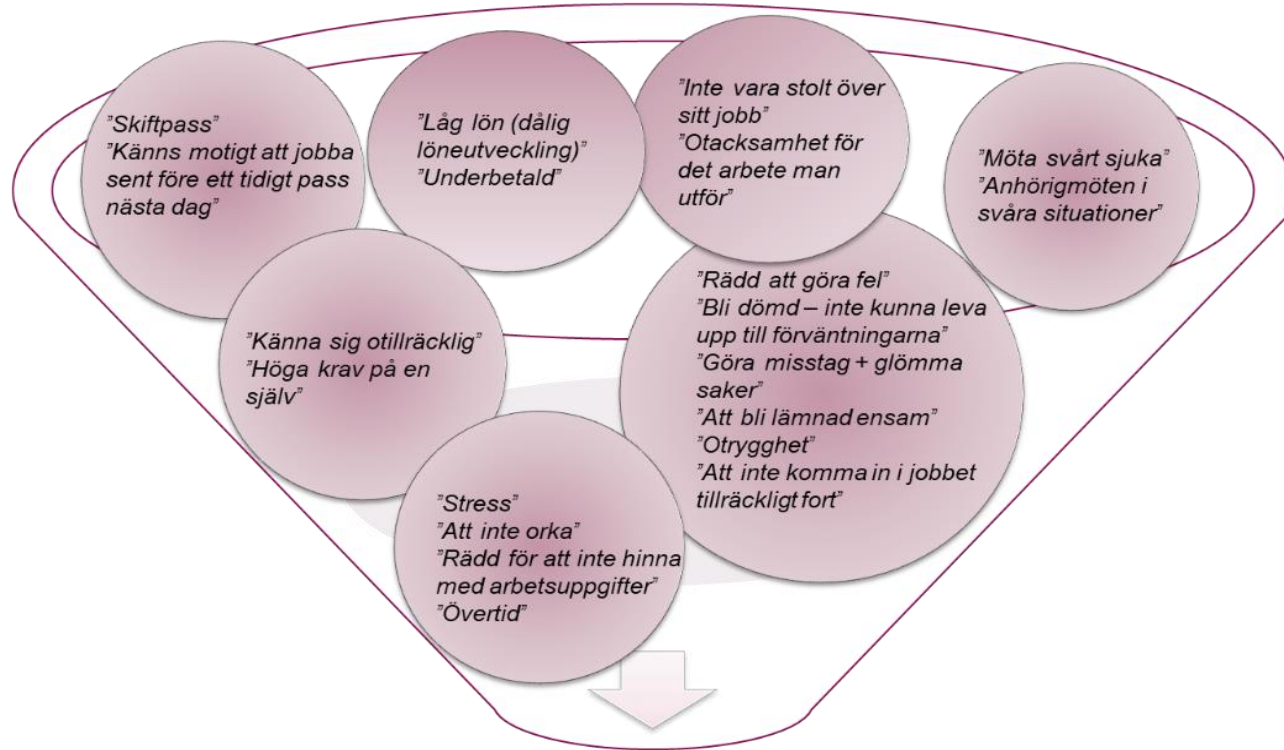 ”Skiftpass”
”Känns motigt att jobba
sent före ett tidigt pass
nästa dag”
”Låg lön (dålig
löneutveckling)”
”Underbetald”
”Inte vara stolt över
sitt jobb”
”Otacksamhet för
det arbete man
utför”
”Möta svårt sjuka”
”Anhörigmöten i
svåra situationer”
”Känna sig otillräcklig”
”Höga krav på en
själv”
”Rädd att göra fel”
”Bli dömd – inte kunna leva
upp till förväntningarna”
”Göra misstag + glömma
saker”
”Att bli lämnad ensam”
”Otrygghet”
”Att inte komma in i jobbet
tillräckligt fort”
”Stress”
”Att inte orka”
”Rädd för att inte hinna
med arbetsuppgifter”
”Övertid”